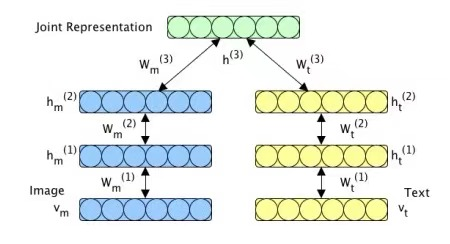 Joint Representation
W_m^(3) h^(3) W_t^(3)
h_m^(2) h_t^(2)
W_m^(2) W_t^(2)
h_m^(1) h_t^(1)
Image W_m^(1) W_t^(1) Text
v_m v_t